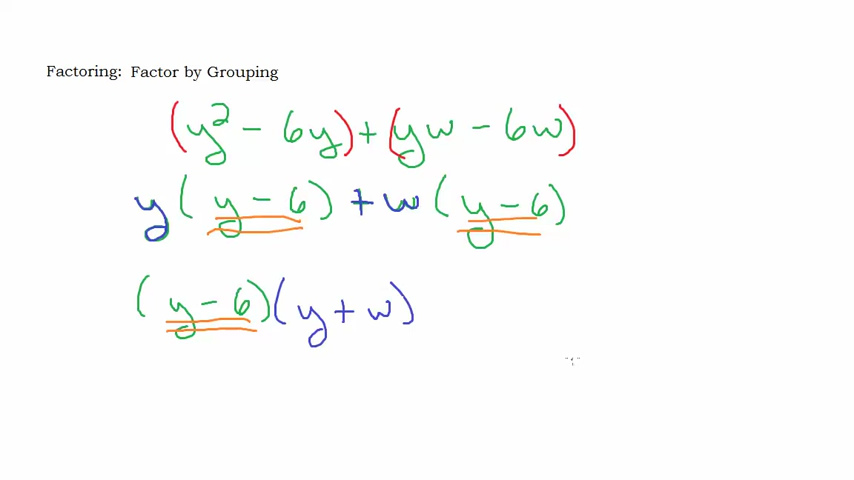 Factoring: Factor by Grouping
(y² - 6y) + (yw - 6w)
y(y - 6) + w(y - 6)
(y - 6)(y + w)